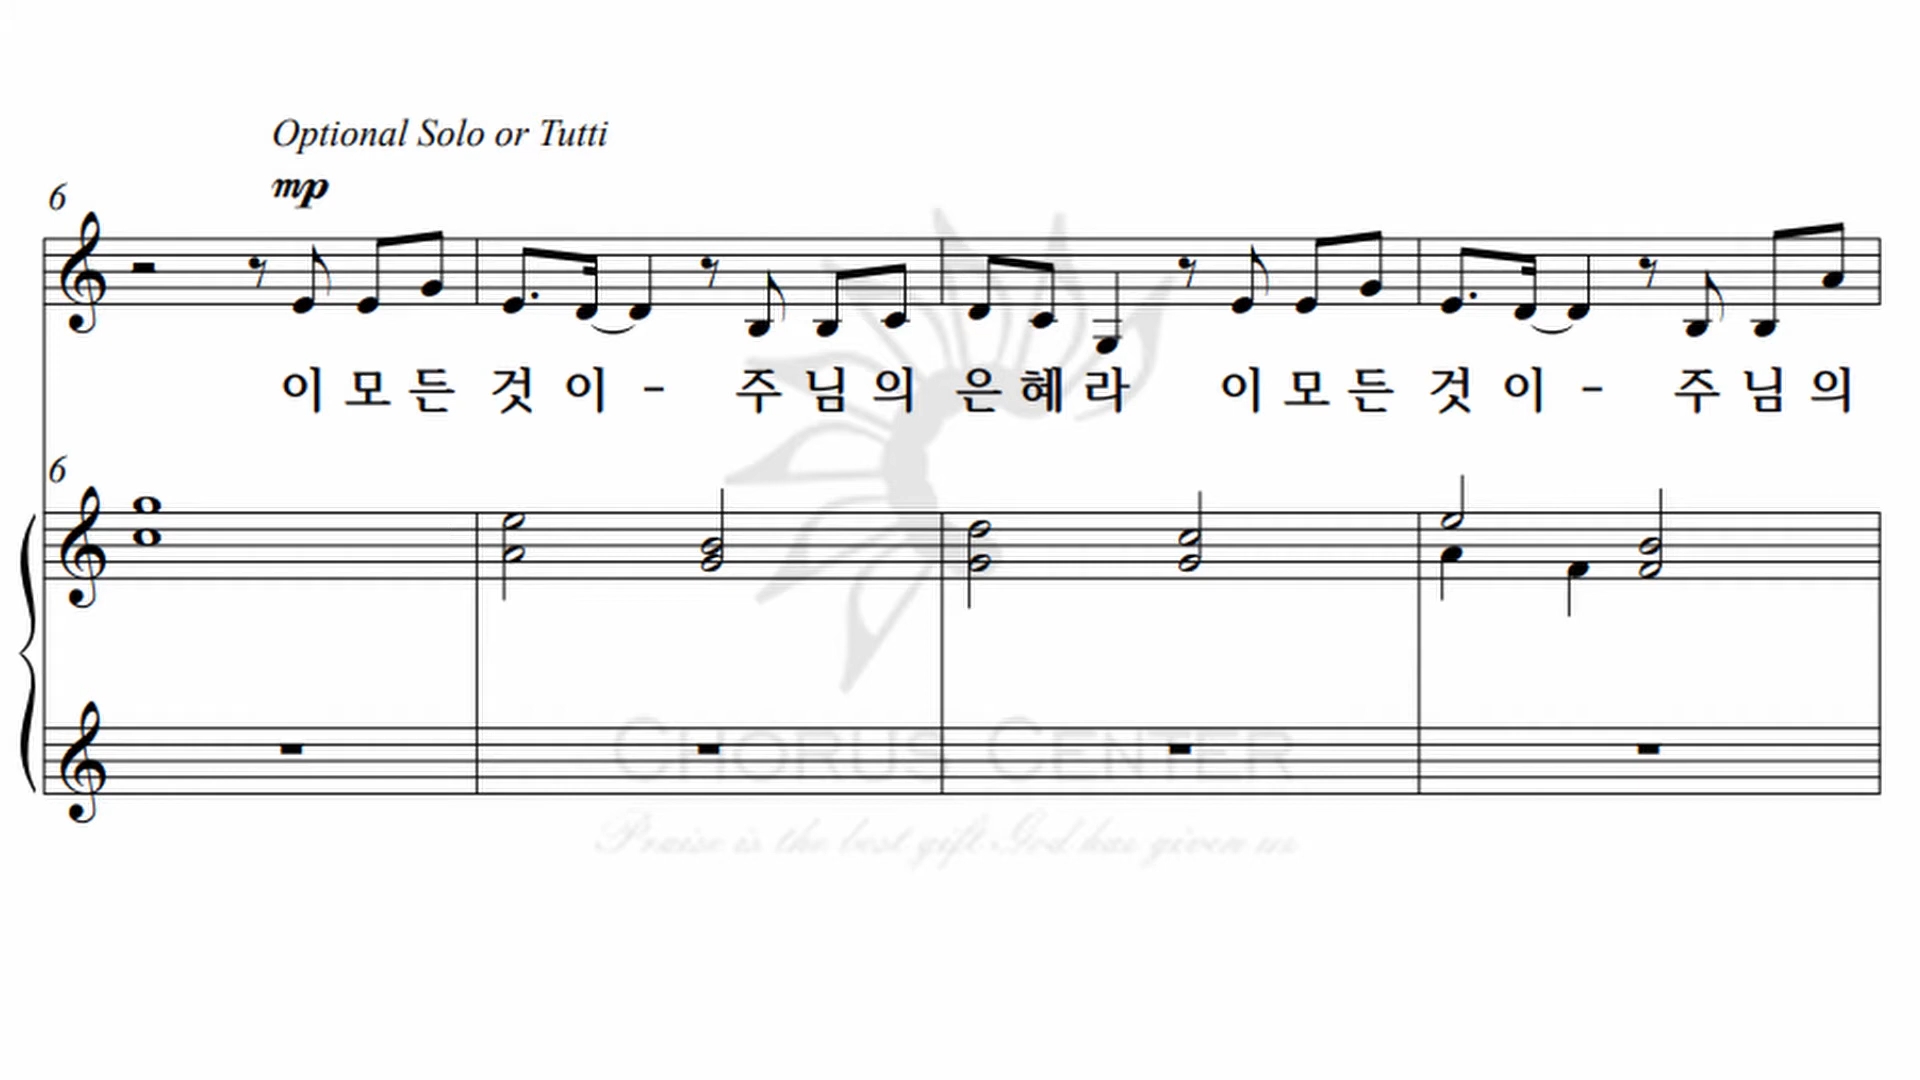 Optional Solo or Tutti
mp
6
이 모 든 것 이 - 주 님 의 은 혜 라 이 모 든 것 이 - 주 님 의
6
CHORUS CENTER
Praise is the best gift God has given us